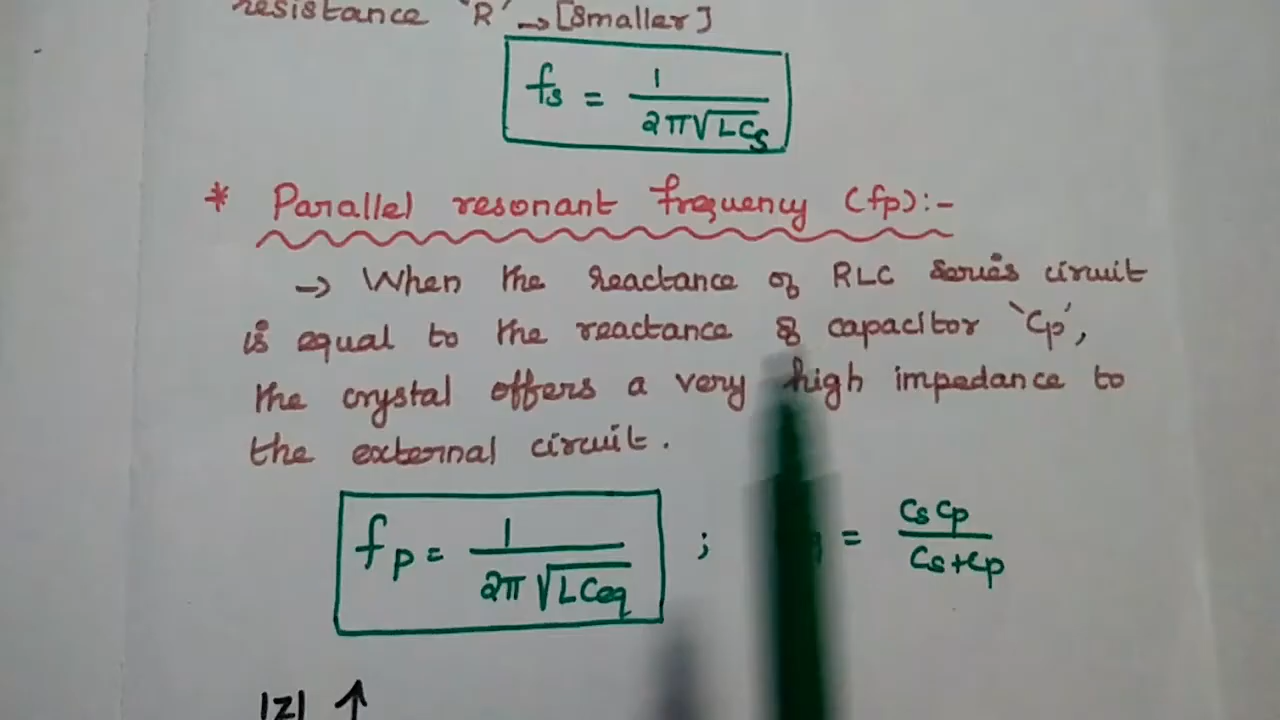 resistance 'R' → [smaller]
fs = 1 / 2π√LCs
* Parallel resonant frequency (fp):-
→ When the reactance of RLC series circuit
is equal to the reactance of capacitor 'Cp',
the crystal offers a very high impedance to
the external circuit.
fp = 1 / 2π√LCeq ; = CsCp / Cs+Cp
|Z| ↑